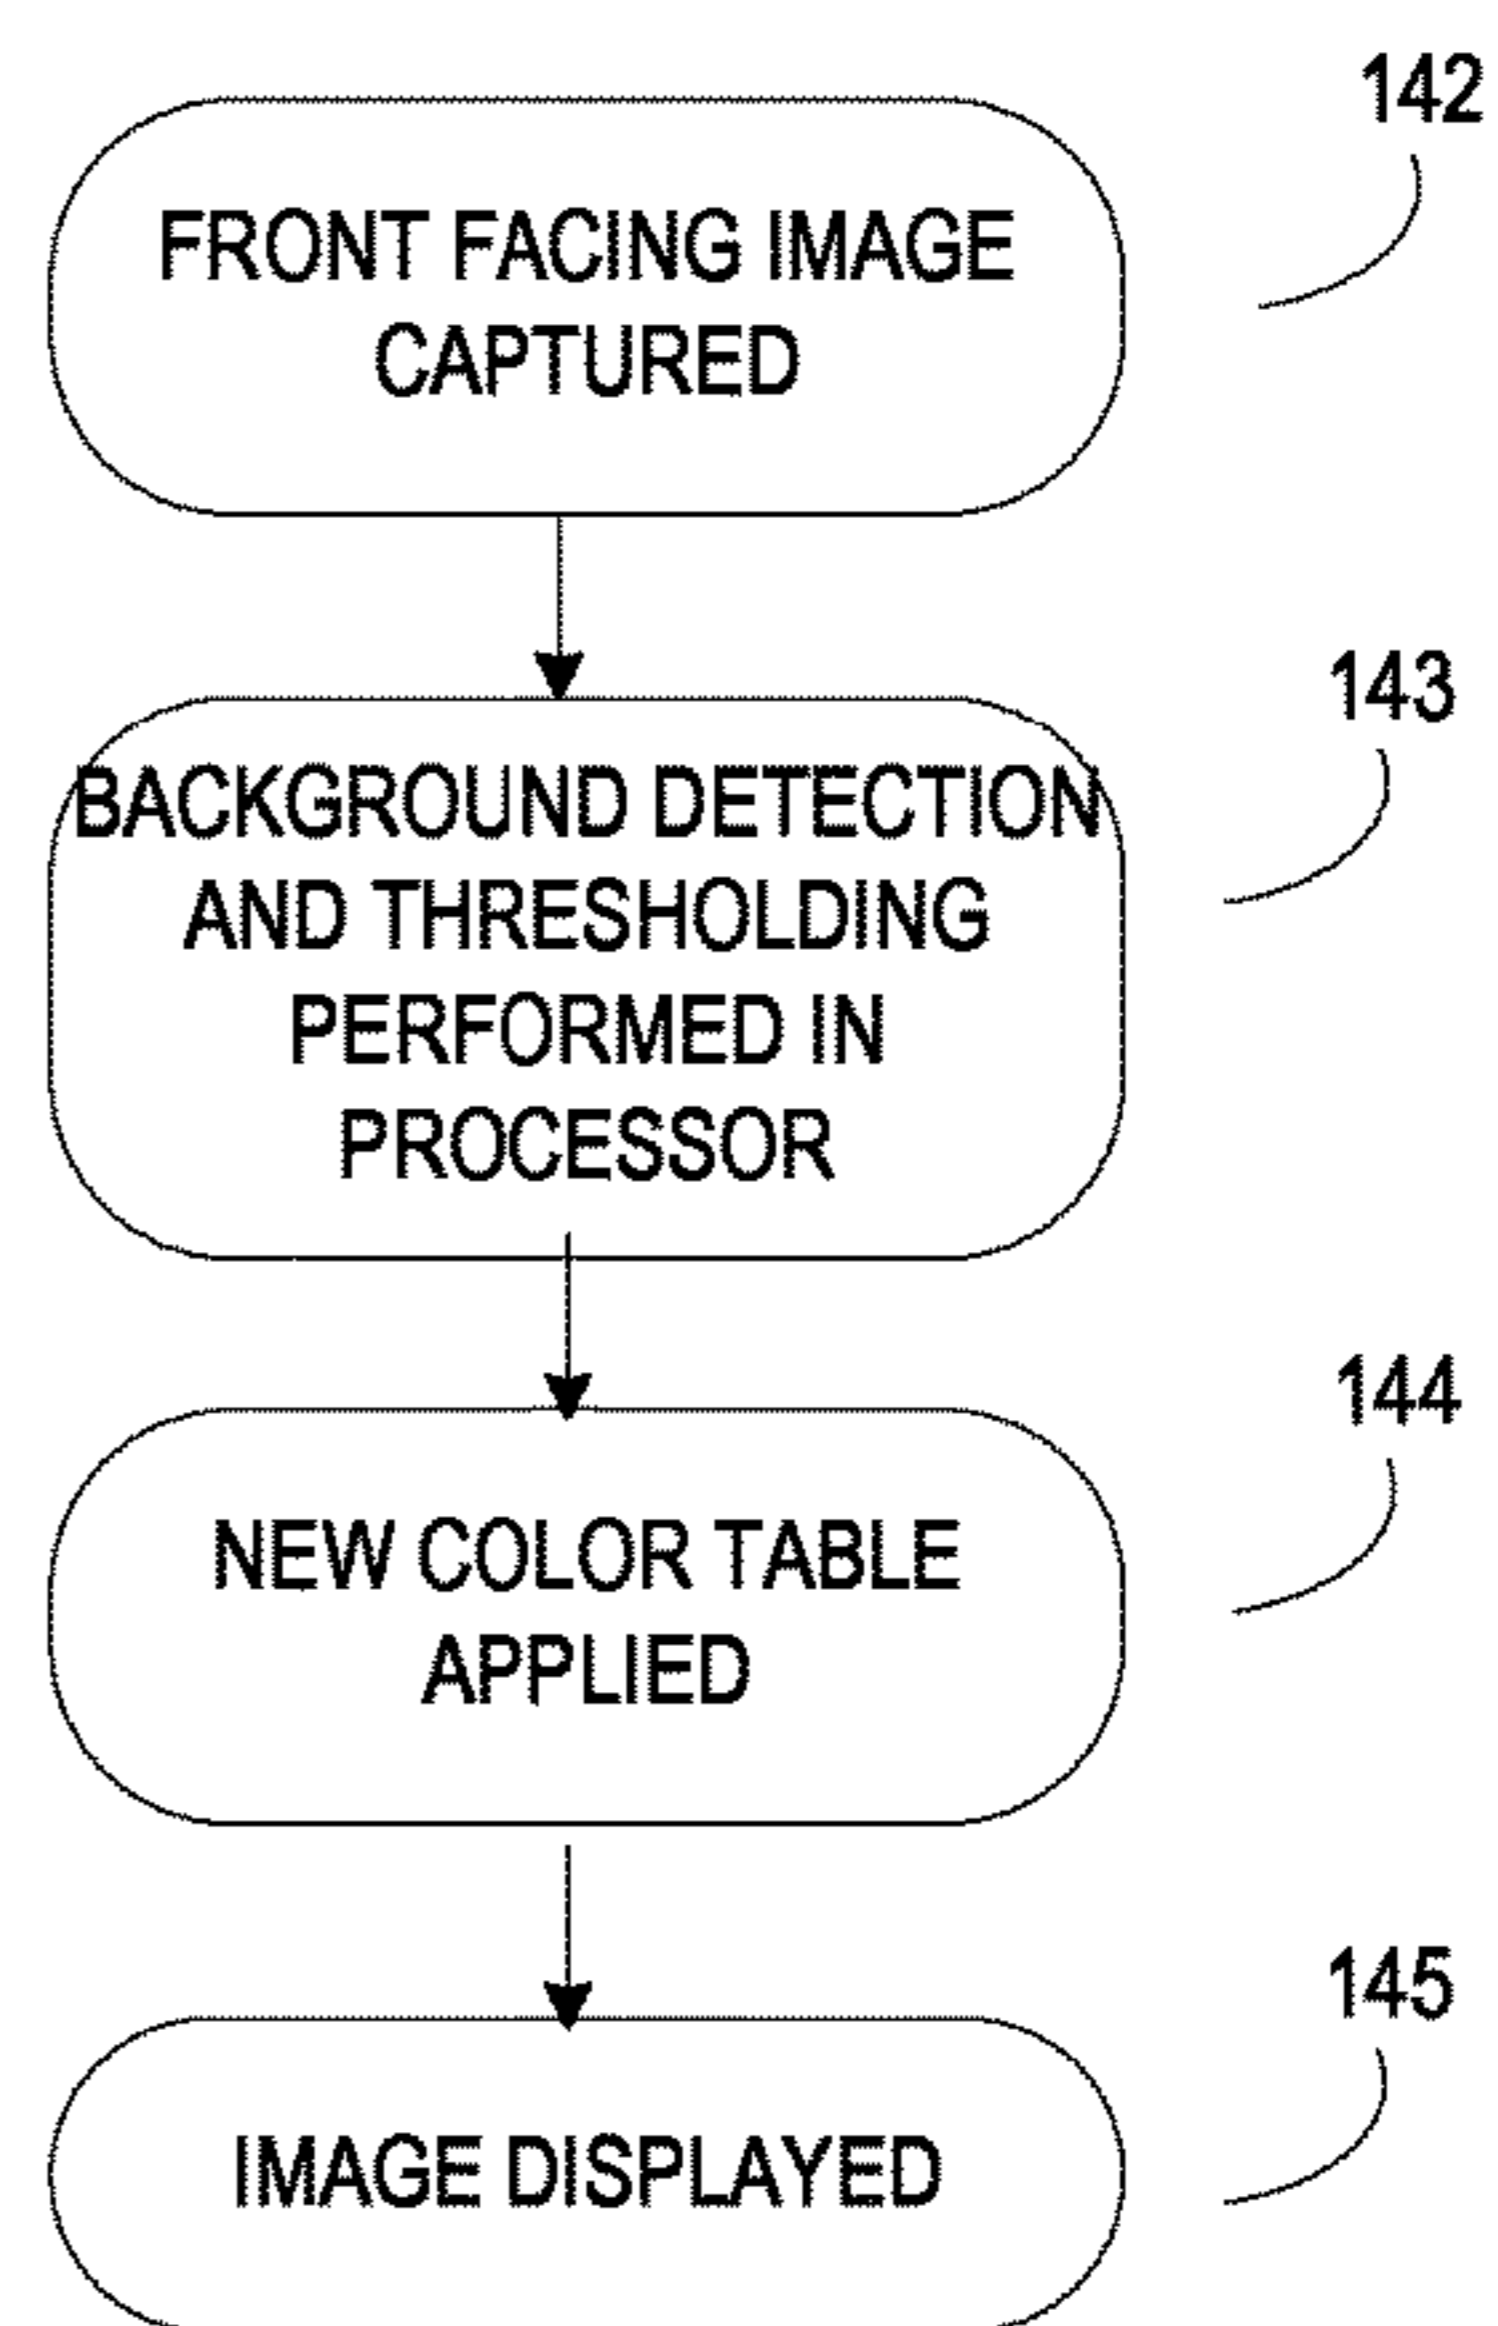 142
FRONT FACING IMAGE
CAPTURED
143
BACKGROUND DETECTION
AND THRESHOLDING
PERFORMED IN
PROCESSOR
144
NEW COLOR TABLE
APPLIED
145
IMAGE DISPLAYED